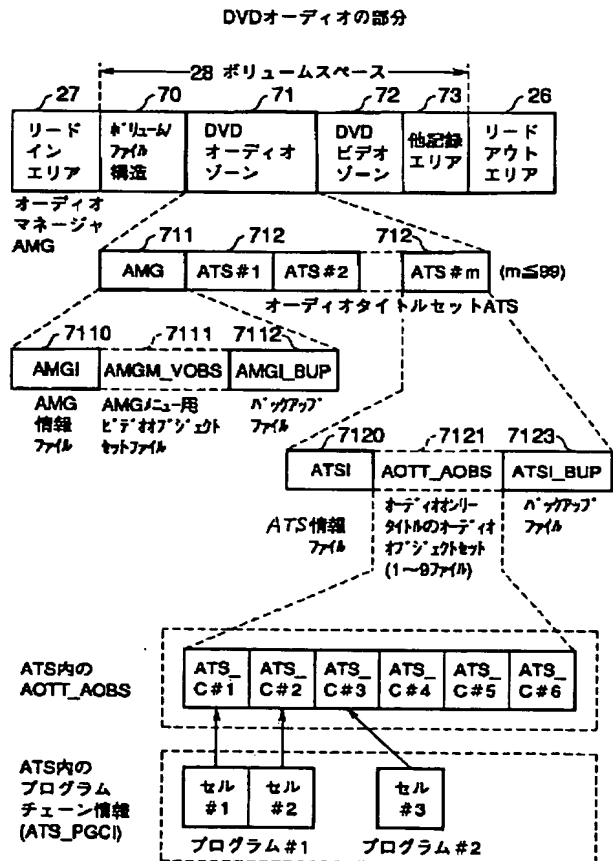 DVDオーディオの部分
28 ボリュームスペース
27 70 71 72 73 26
リード
イン
エリア
ボリューム/
ファイル
構造
DVD
オーディオ
ゾーン
DVD
ビデオ
ゾーン
他記録
エリア
リード
アウト
エリア
オーディオ
マネージャ
AMG
711 712 712
AMG ATS#1 ATS#2 ATS#m (m≦99)
オーディオタイトルセットATS
7110 7111 7112
AMGI AMGM_VOBS AMGI_BUP
AMG
情報
ファイル
AMGメニュー用
ビデオオブジェクト
セットファイル
バックアップ
ファイル
7120 7121 7123
ATSI AOTT_AOBS ATSI_BUP
ATS情報
ファイル
オーディオオンリー
タイトルのオーディオ
オブジェクトセット
(1〜9ファイル)
バックアップ
ファイル
ATS内の
AOTT_AOBS
ATS_
C#1
ATS_
C#2
ATS_
C#3
ATS_
C#4
ATS_
C#5
ATS_
C#6
ATS内の
プログラム
チェーン情報
(ATS_PGCI)
セル
#1
セル
#2
セル
#3
プログラム#1 プログラム#2